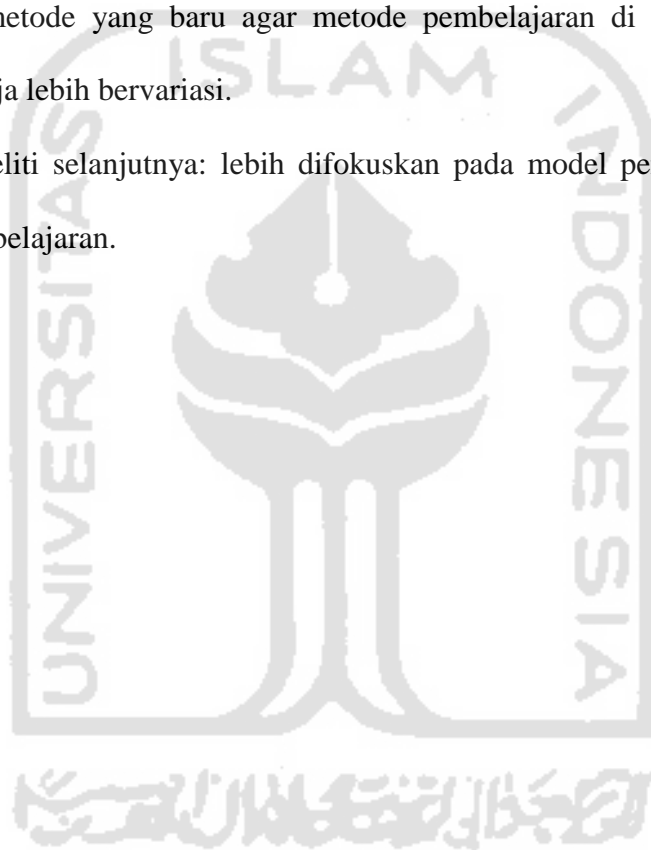 etode yang baru agar metode pembelajaran di
ja lebih bervariasi.
eliti selanjutnya: lebih difokuskan pada model pe
belajaran.
ISLAM
UNIVERSITAS
INDONESIA